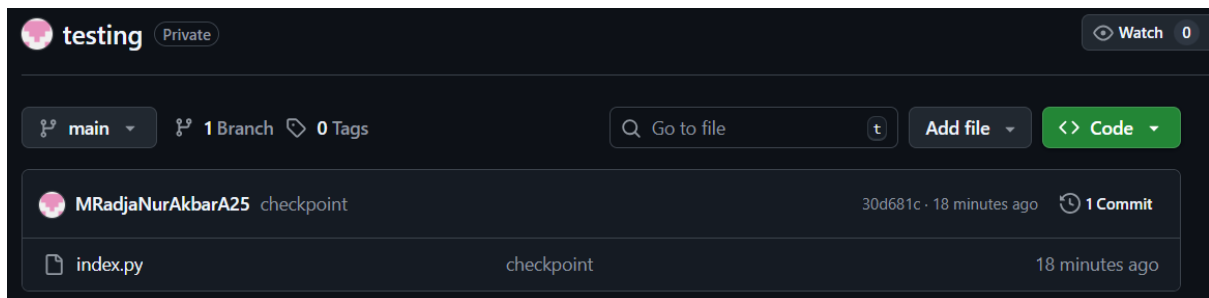 testing Private Watch 0
main 1 Branch 0 Tags Go to file t Add file <> Code
MRadjaNurAkbarA25 checkpoint 30d681c · 18 minutes ago 1 Commit
index.py checkpoint 18 minutes ago